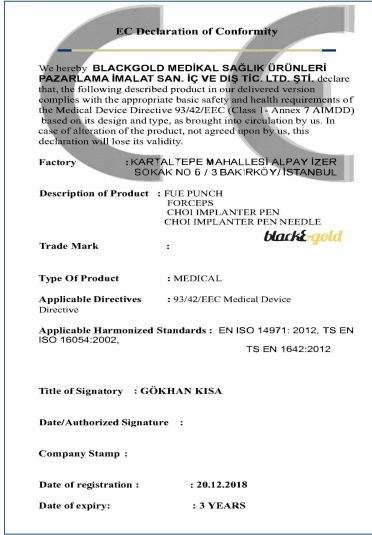 EC Declaration of Conformity
We hereby BLACKGOLD MEDİKAL SAĞLIK ÜRÜNLERİ
PAZARLAMA İMALAT SAN. İÇ VE DIŞ TİC. LTD. ŞTİ. declare
that, the following described product in our delivered version
complies with the appropriate basic safety and health requirements of
the Medical Device Directive 93/42/EEC (Class 1- Annex 7 AIMDD)
based on its design and type, as brought into circulation by us. In
case of alteration of the product, not agreed upon by us, this
declaration will lose its validity.
Factory : KARTALTEPE MAHALLESİ ALPAY İZER
SOKAK NO 6 / 3 BAKIRKÖY/ İSTANBUL
Description of Product : FUE PUNCH
FORCEPS
CHOI IMPLANTER PEN
CHOI IMPLANTER PEN NEEDLE
black&gold
Trade Mark :
Type Of Product : MEDICAL
Applicable Directives : 93/42/EEC Medical Device
Directive
Applicable Harmonized Standards : EN ISO 14971: 2012, TS EN
ISO 16054:2002,
TS EN 1642:2012
Title of Signatory : GÖKHAN KISA
Date/Authorized Signature :
Company Stamp :
Date of registration : : 20.12.2018
Date of expiry: : 3 YEARS